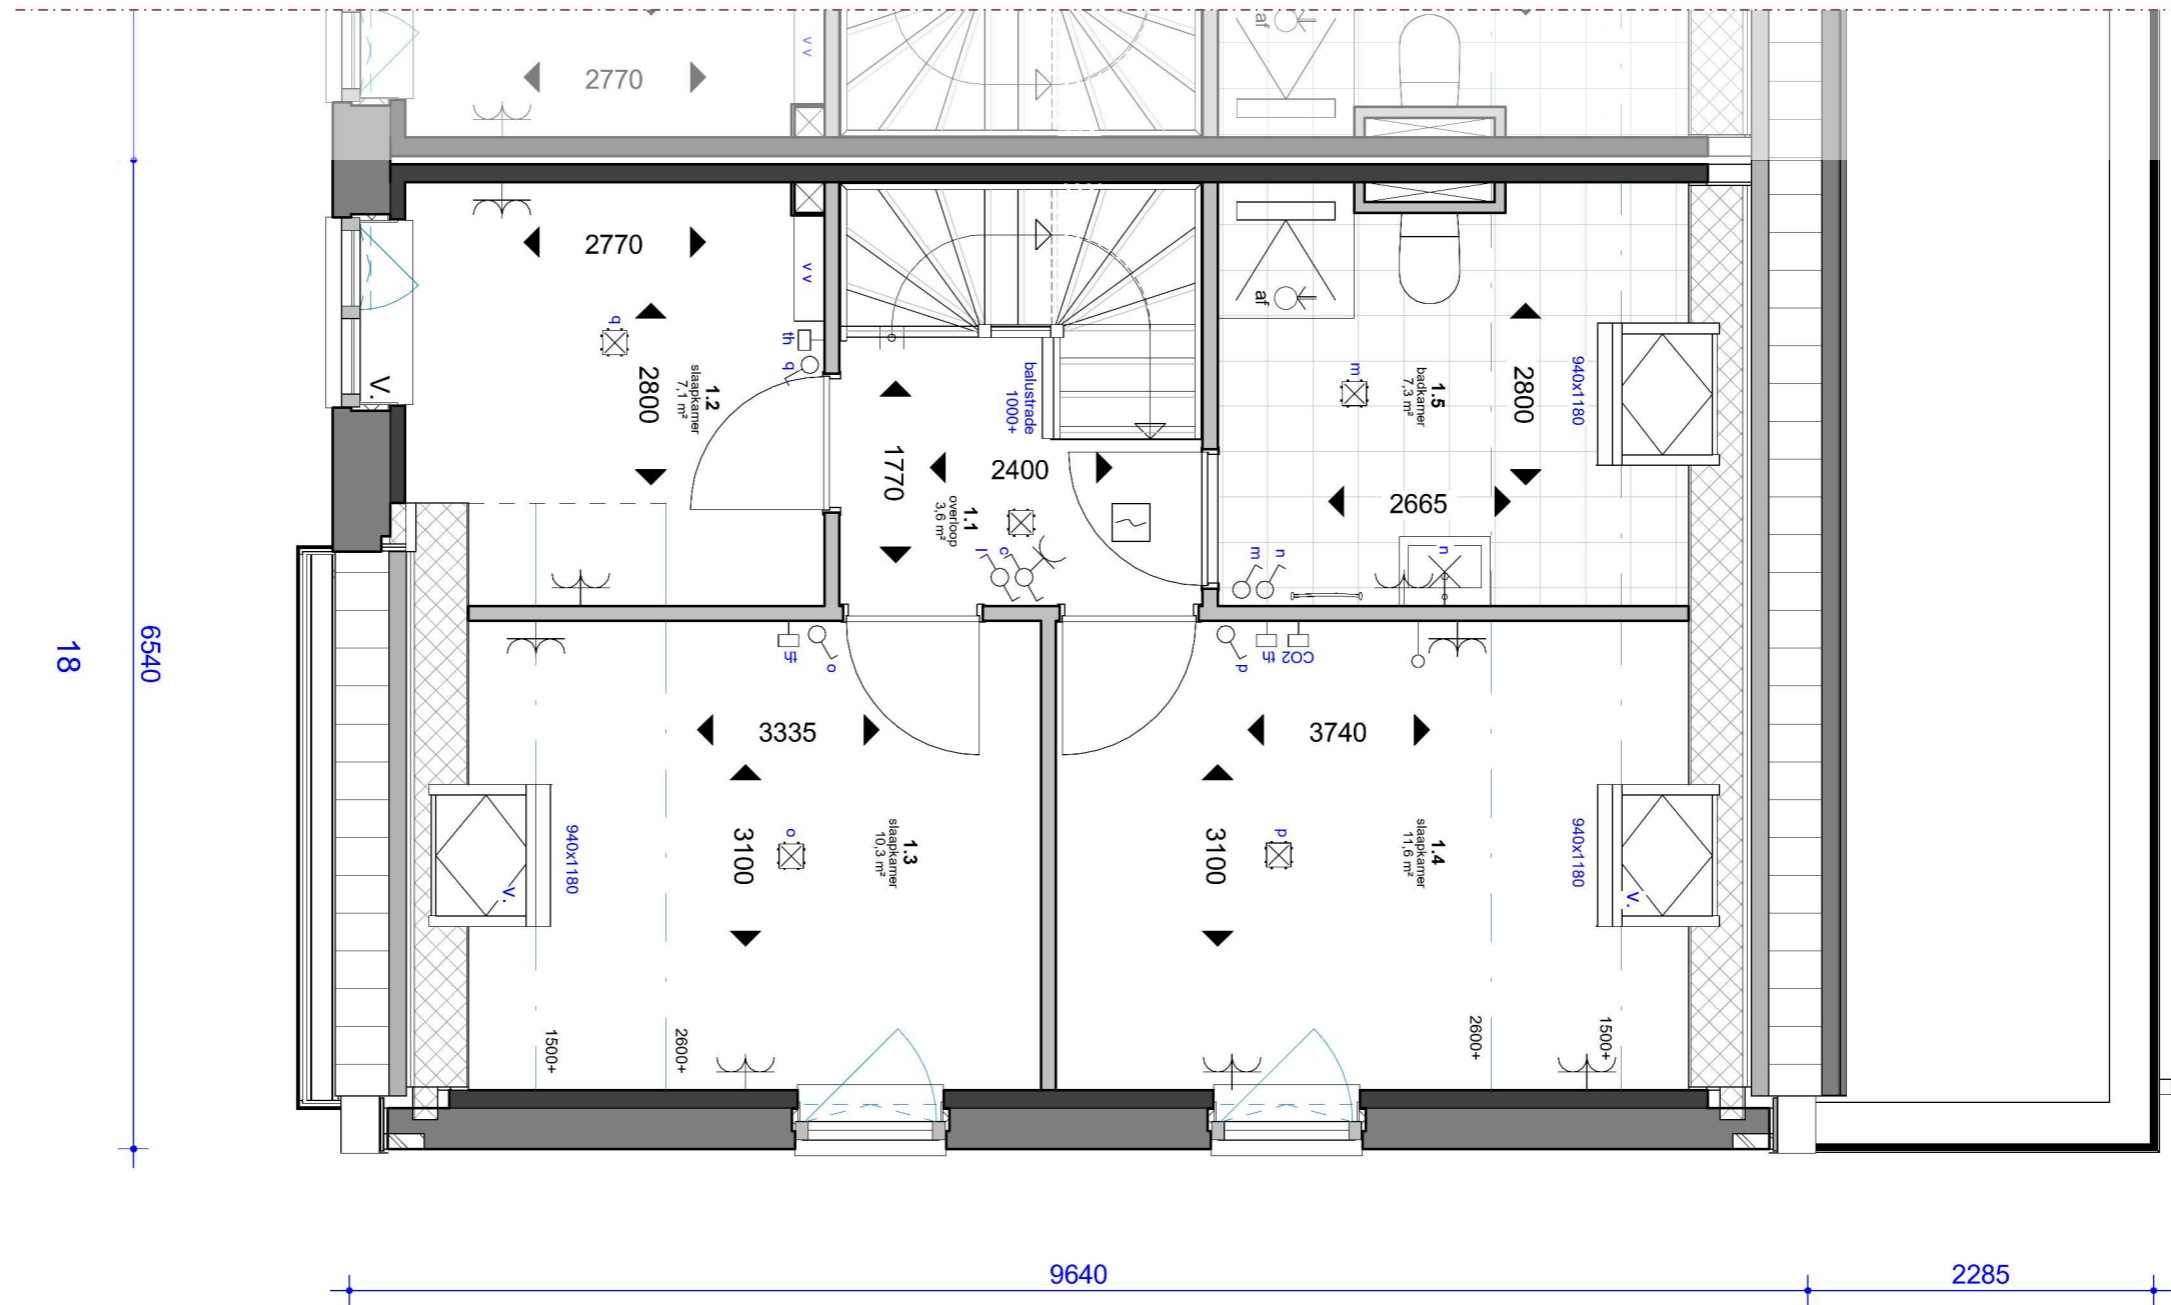 2770
v v
af
2770
v v
q
th
q
V.
2800
1.2
slaapkamer
7,1 m²
balustrade
1000+
1770
2400
1.1
overloop
3,6 m²
l
c
af
m
1.5
badkamer
7,3 m²
2800
940x1180
2665
m
n
n
18
6540
th
o
p
th
CO2
3335
3740
3100
o
1.3
slaapkamer
10,3 m²
3100
p
1.4
slaapkamer
11,6 m²
940x1180
V.
940x1180
V.
1500+
2600+
2600+
1500+
9640
2285